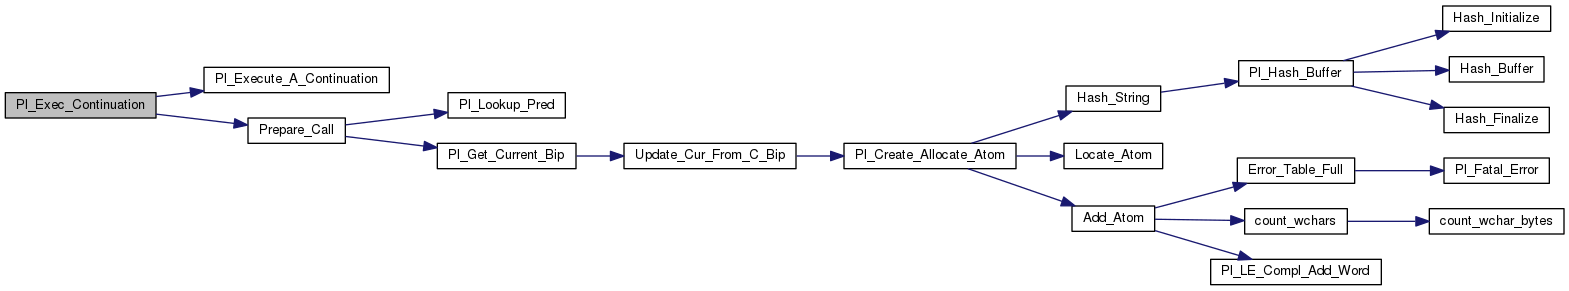 Pl_Exec_Continuation
Pl_Execute_A_Continuation
Prepare_Call
Pl_Lookup_Pred
Pl_Get_Current_Bip
Update_Cur_From_C_Bip
Pl_Create_Allocate_Atom
Hash_String
Pl_Hash_Buffer
Hash_Initialize
Hash_Buffer
Hash_Finalize
Locate_Atom
Add_Atom
Error_Table_Full
Pl_Fatal_Error
count_wchars
count_wchar_bytes
Pl_LE_Compl_Add_Word